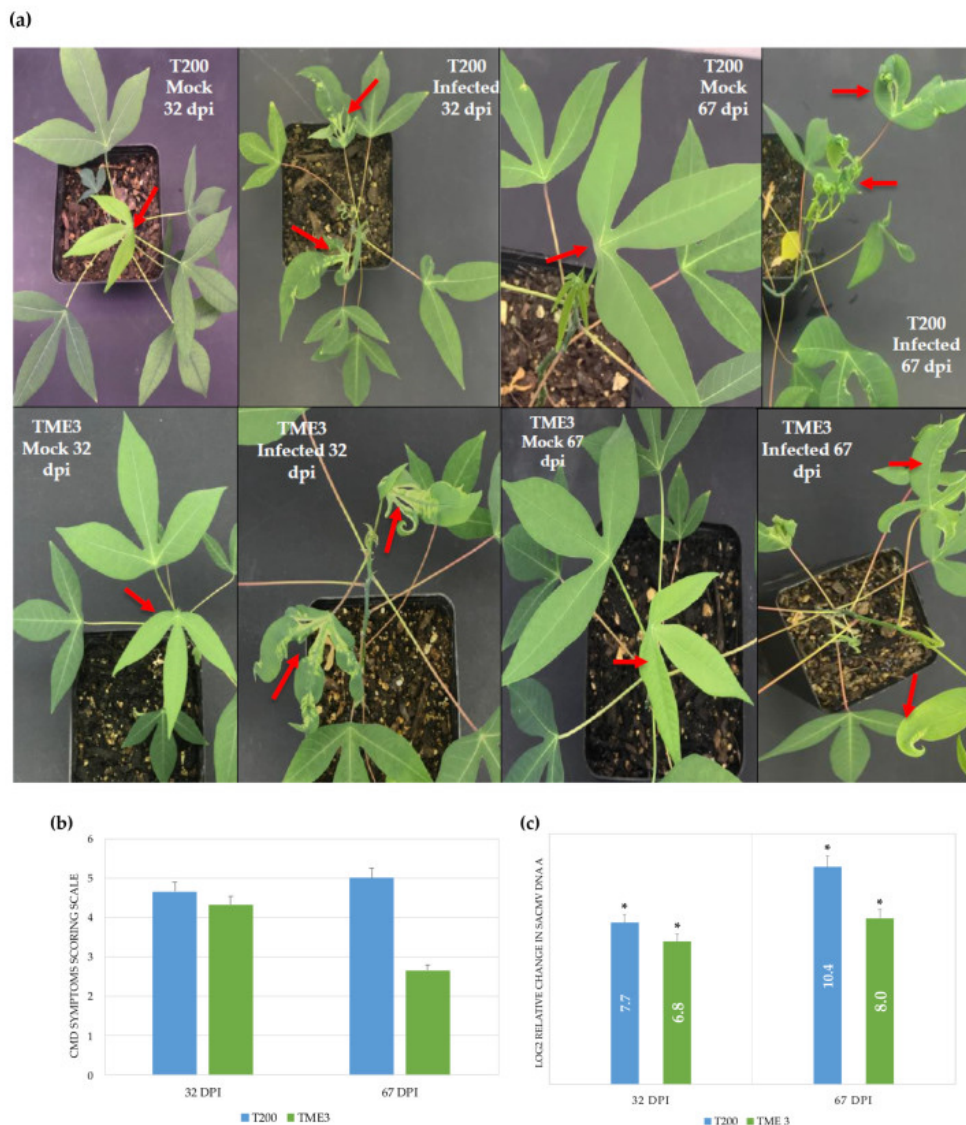 (a)
T200
Mock
32 dpi
T200
Infected
32 dpi
T200
Mock
67 dpi
T200
Infected
67 dpi
TME3
Mock 32
dpi
TME3
Infected 32
dpi
TME3
Mock 67
dpi
TME3
Infected 67
dpi
(b)
CMD SYMPTOMS SCORING SCALE
6
5
4
3
2
1
0
32 DPI
67 DPI
T200
TME3
(c)
LOG2 RELATIVE CHANGE IN SACMV DNA A
*
*
*
*
7.7
6.8
10.4
8.0
32 DPI
67 DPI
T200
TME 3